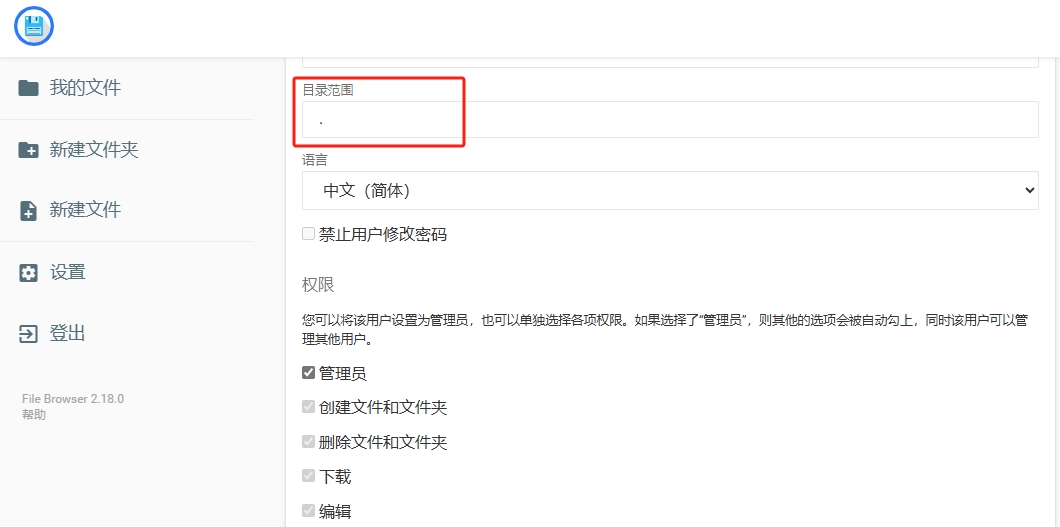 我的文件
新建文件夹
新建文件
设置
登出
File Browser 2.18.0
帮助
目录范围
.
语言
中文（简体）
禁止用户修改密码
权限
您可以将该用户设置为管理员，也可以单独选择各项权限。如果选择了“管理员”，则其他的选项会被自动勾上，同时该用户可以管
理其他用户。
管理员
创建文件和文件夹
删除文件和文件夹
下载
编辑